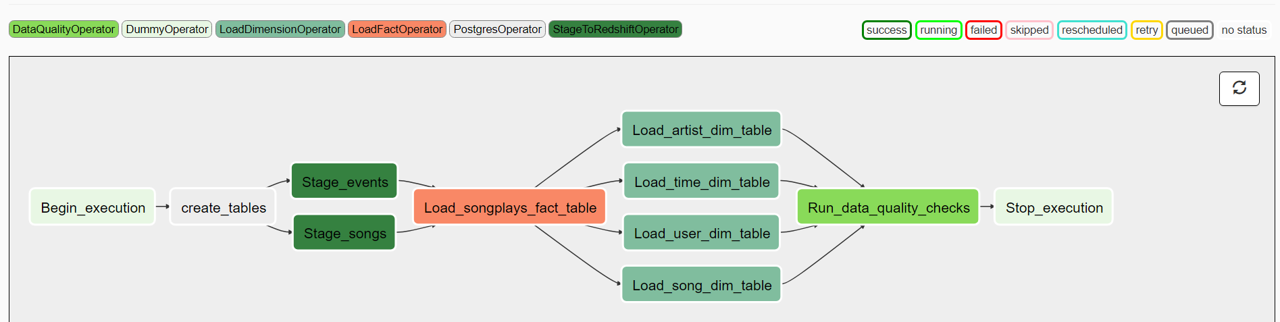 DataQualityOperator DummyOperator LoadDimensionOperator LoadFactOperator PostgresOperator StageToRedshiftOperator success running failed skipped rescheduled retry queued no status
Load_artist_dim_table
Stage_events Load_time_dim_table
Begin_execution create_tables Load_songplays_fact_table Run_data_quality_checks Stop_execution
Stage_songs Load_user_dim_table
Load_song_dim_table